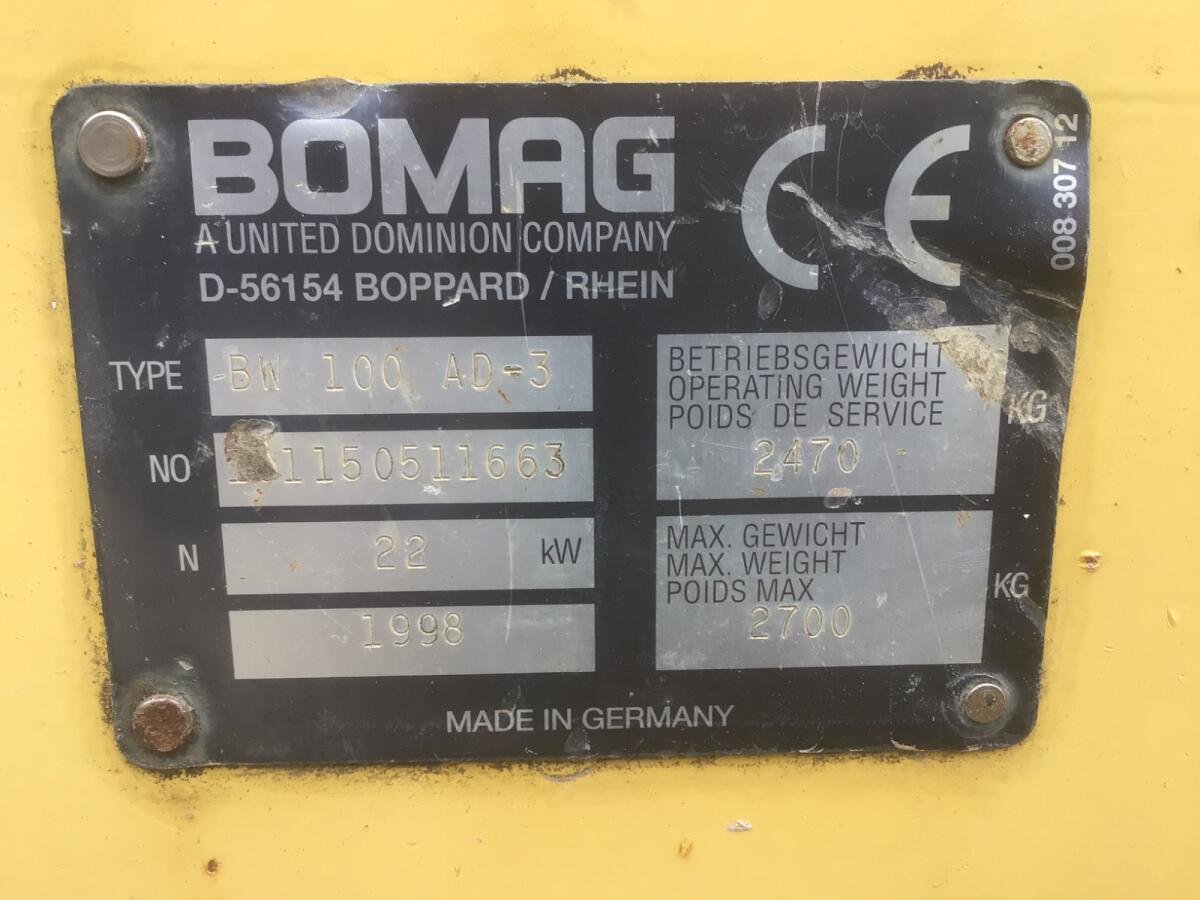 BOMAG
CE
A UNITED DOMINION COMPANY
D-56154 BOPPARD / RHEIN
008 307 12
TYPE BW 100 AD-3
NO 1150511663
N 22 kW
1998
BETRIEBSGEWICHT
OPERATING WEIGHT
POIDS DE SERVICE
2470 KG
MAX. GEWICHT
MAX. WEIGHT
POIDS MAX
2700 KG
MADE IN GERMANY